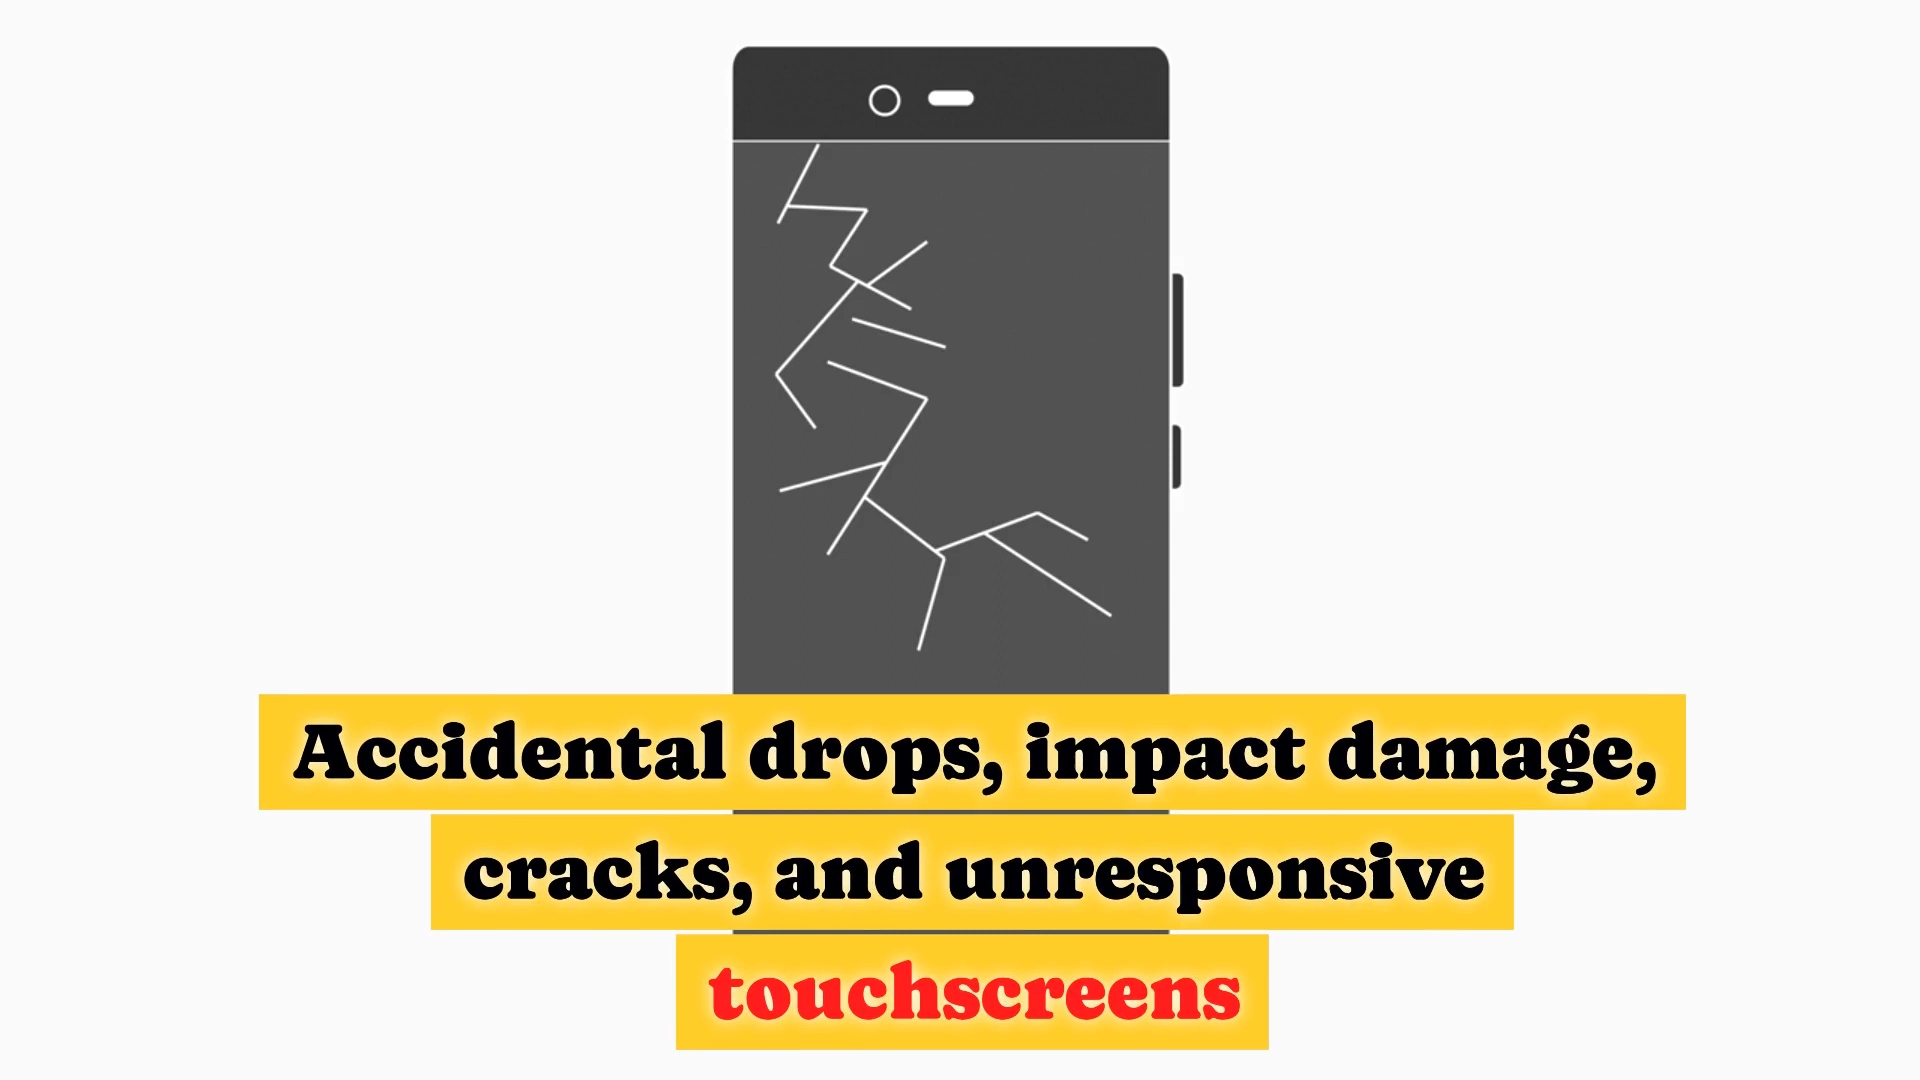 Accidental drops, impact damage,
cracks, and unresponsive
touchscreens